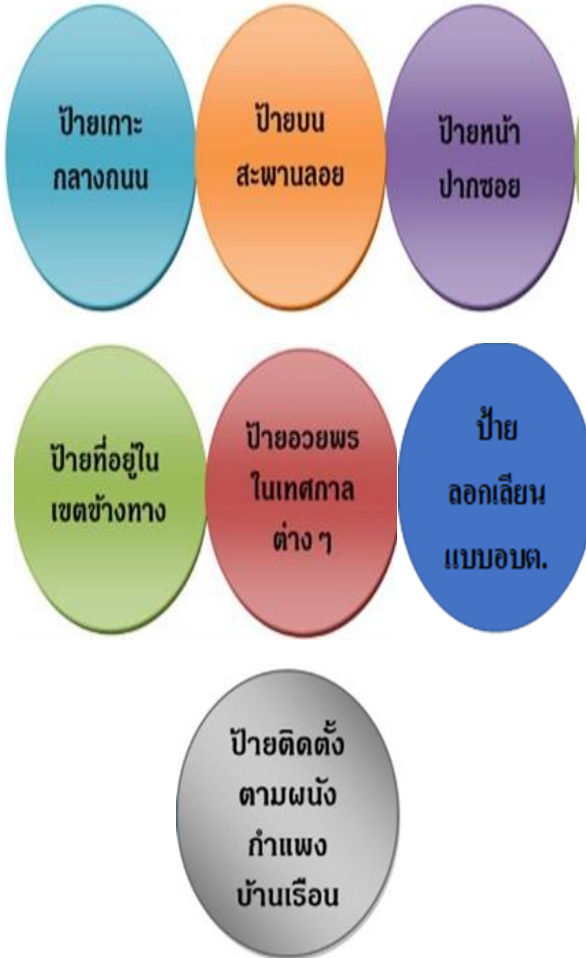 ป้ายเกาะ
กลางถนน
ป้ายบน
สะพานลอย
ป้ายหน้า
ปากซอย
ป้ายที่อยู่ใน
เขตข้างทาง
ป้ายอวยพร
ในเทศกาล
ต่าง ๆ
ป้าย
ลอกเลียน
แบบอบต.
ป้ายติดตั้ง
ตามผนัง
กำแพง
บ้านเรือน